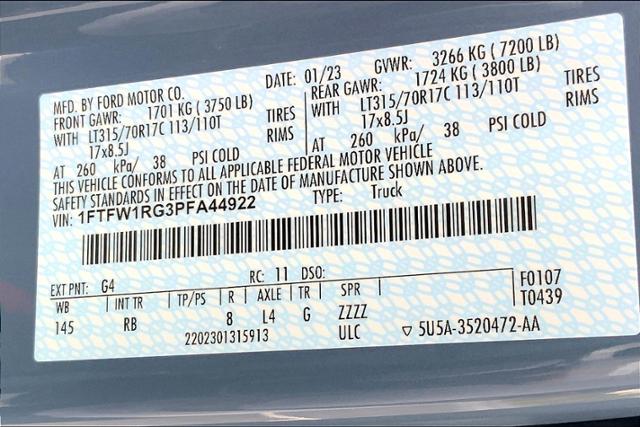 MFD. BY FORD MOTOR CO. DATE: 01/23 GVWR: 3266 KG ( 7200 LB)
FRONT GAWR: 1701 KG ( 3750 LB) REAR GAWR: 1724 KG ( 3800 LB)
WITH LT315/70R17C 113/110T TIRES WITH LT315/70R17C 113/110T TIRES
17x8.5J RIMS 17x8.5J RIMS
AT 260 kPa/ 38 PSI COLD AT 260 kPa/ 38 PSI COLD
THIS VEHICLE CONFORMS TO ALL APPLICABLE FEDERAL MOTOR VEHICLE
SAFETY STANDARDS IN EFFECT ON THE DATE OF MANUFACTURE SHOWN ABOVE.
VIN: 1FTFW1RG3PFA44922 TYPE: Truck
EXT PNT: G4 RC: 11 DSO: F0107
WB INT TR TP/PS R AXLE TR SPR T0439
145 RB 8 L4 G ZZZZ
2202301315913 ULC ▽ 5U5A-3520472-AA